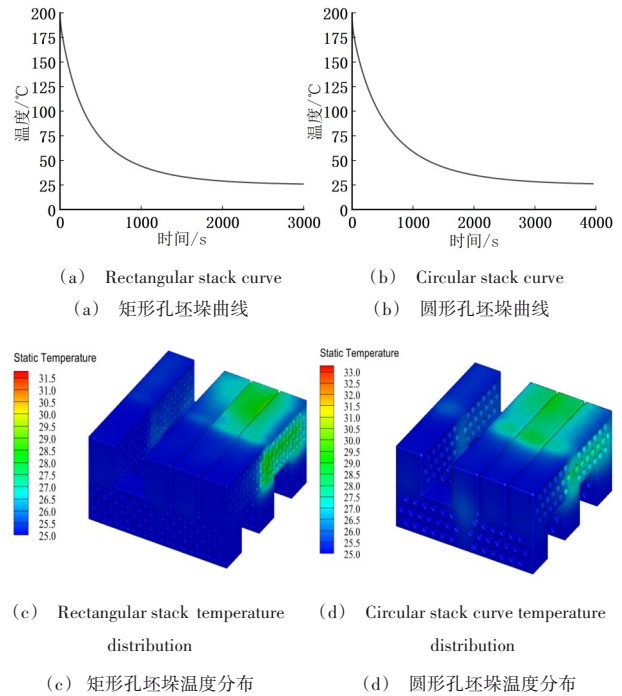 200
175
150
125
100
75
50
25
0
温度/℃
0 1000 2000 3000
时间/s
200
175
150
125
100
75
50
25
0
温度/℃
0 1000 2000 3000 4000
时间/s
(a) Rectangular stack curve
(a) 矩形孔坯垛曲线
(b) Circular stack curve
(b) 圆形孔坯垛曲线
Static Temperature
31.5
31.0
30.5
30.0
29.5
29.0
28.5
28.0
27.5
27.0
26.5
26.0
25.5
25.0
Static Temperature
33.0
32.5
32.0
31.5
31.0
30.5
30.0
29.5
29.0
28.5
28.0
27.5
27.0
26.5
26.0
25.5
25.0
(c) Rectangular stack temperature
distribution
(c) 矩形孔坯垛温度分布
(d) Circular stack curve temperature
distribution
(d) 圆形孔坯垛温度分布